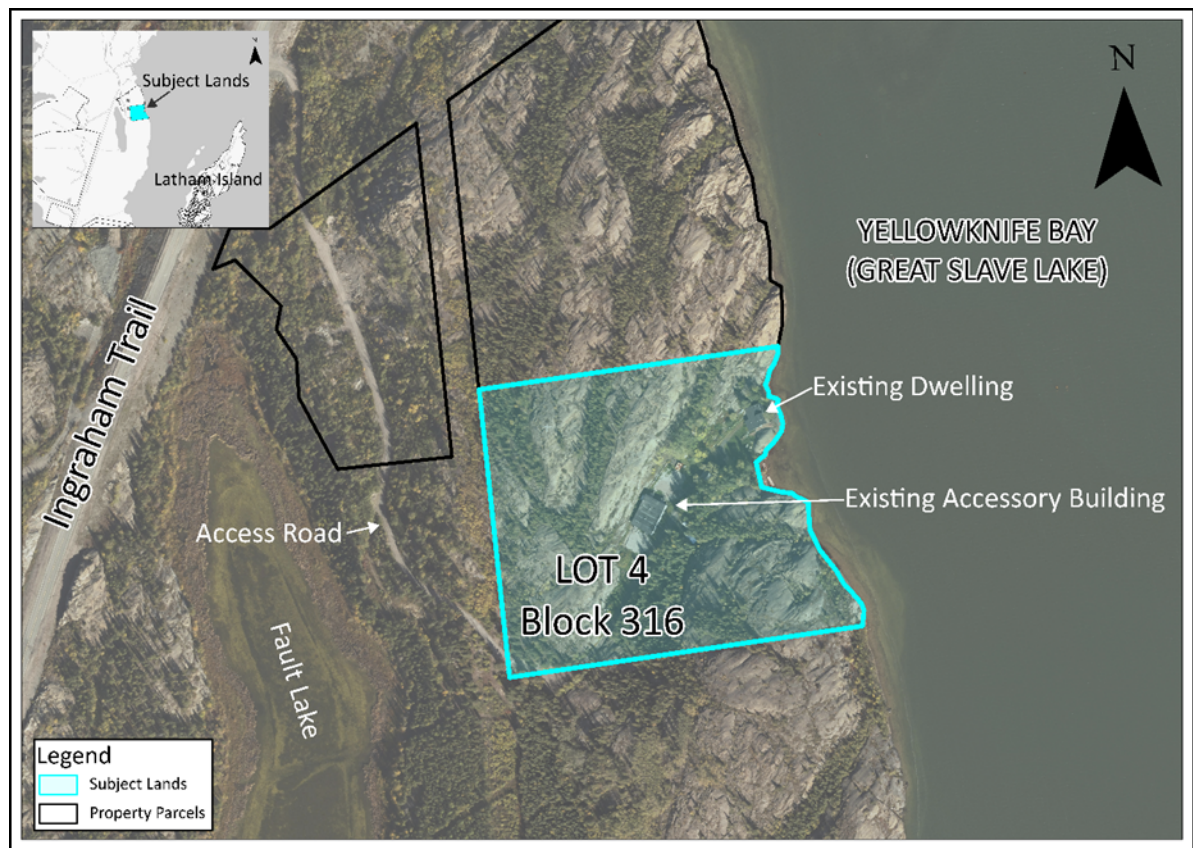 N
Subject Lands
Latham Island
N
YELLOWKNIFE BAY
(GREAT SLAVE LAKE)
Ingraham Trail
Existing Dwelling
Existing Accessory Building
Access Road
LOT 4
Block 316
Fault Lake
Legend
Subject Lands
Property Parcels